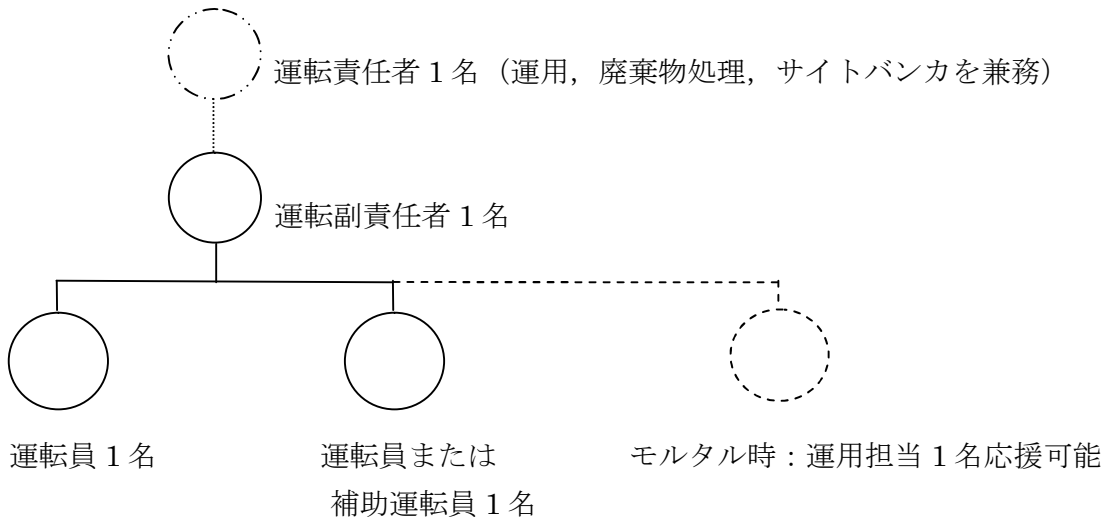 運転責任者 1 名（運用，廃棄物処理，サイトバンカを兼務）
運転副責任者 1 名
運転員 1 名
運転員または
補助運転員 1 名
モルタル時：運用担当 1 名応援可能